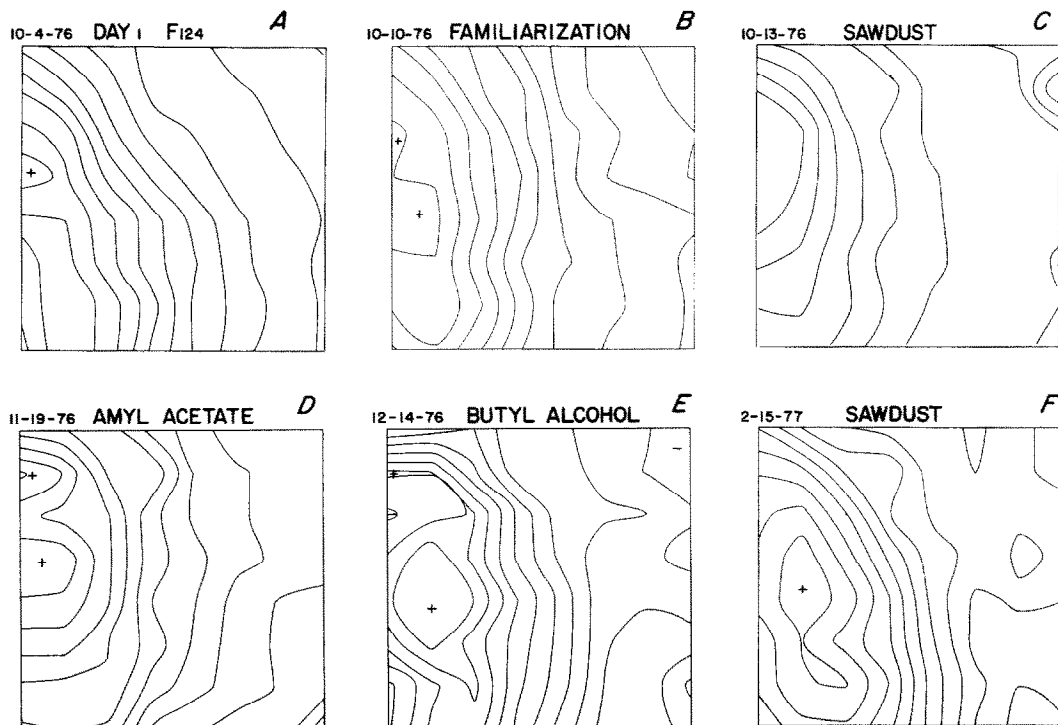 10-4-76 DAY 1 F124 A
10-10-76 FAMILIARIZATION B
10-13-76 SAWDUST C
11-19-76 AMYL ACETATE D
12-14-76 BUTYL ALCOHOL E
2-15-77 SAWDUST F